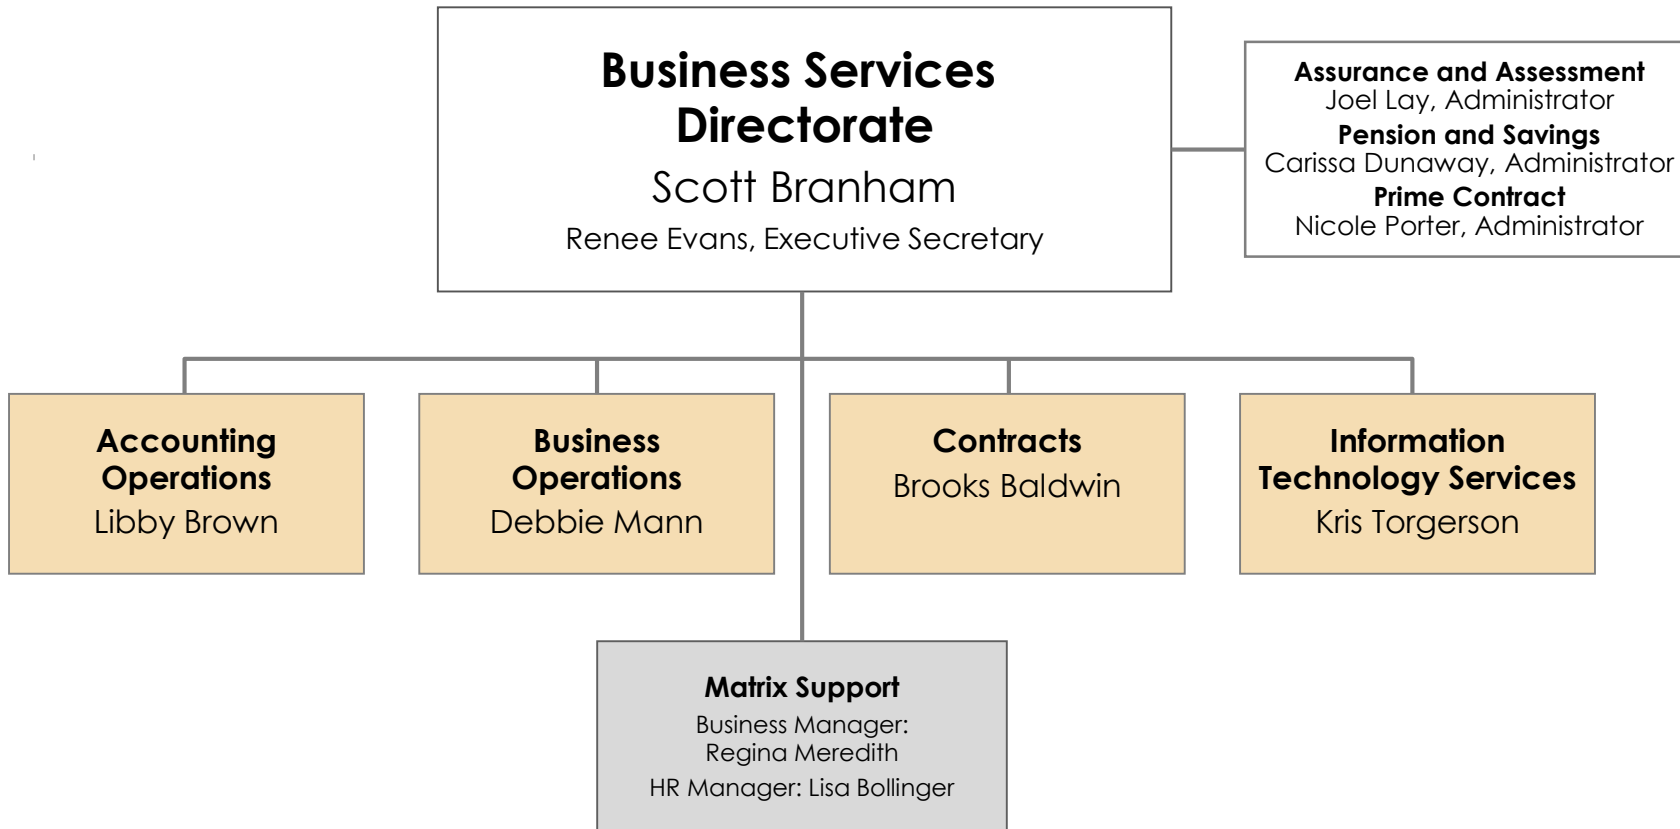 Business Services
Directorate
Scott Branham
Renee Evans, Executive Secretary
Assurance and Assessment
Joel Lay, Administrator
Pension and Savings
Carissa Dunaway, Administrator
Prime Contract
Nicole Porter, Administrator
Accounting
Operations
Libby Brown
Business
Operations
Debbie Mann
Contracts
Brooks Baldwin
Information
Technology Services
Kris Torgerson
Matrix Support
Business Manager:
Regina Meredith
HR Manager: Lisa Bollinger